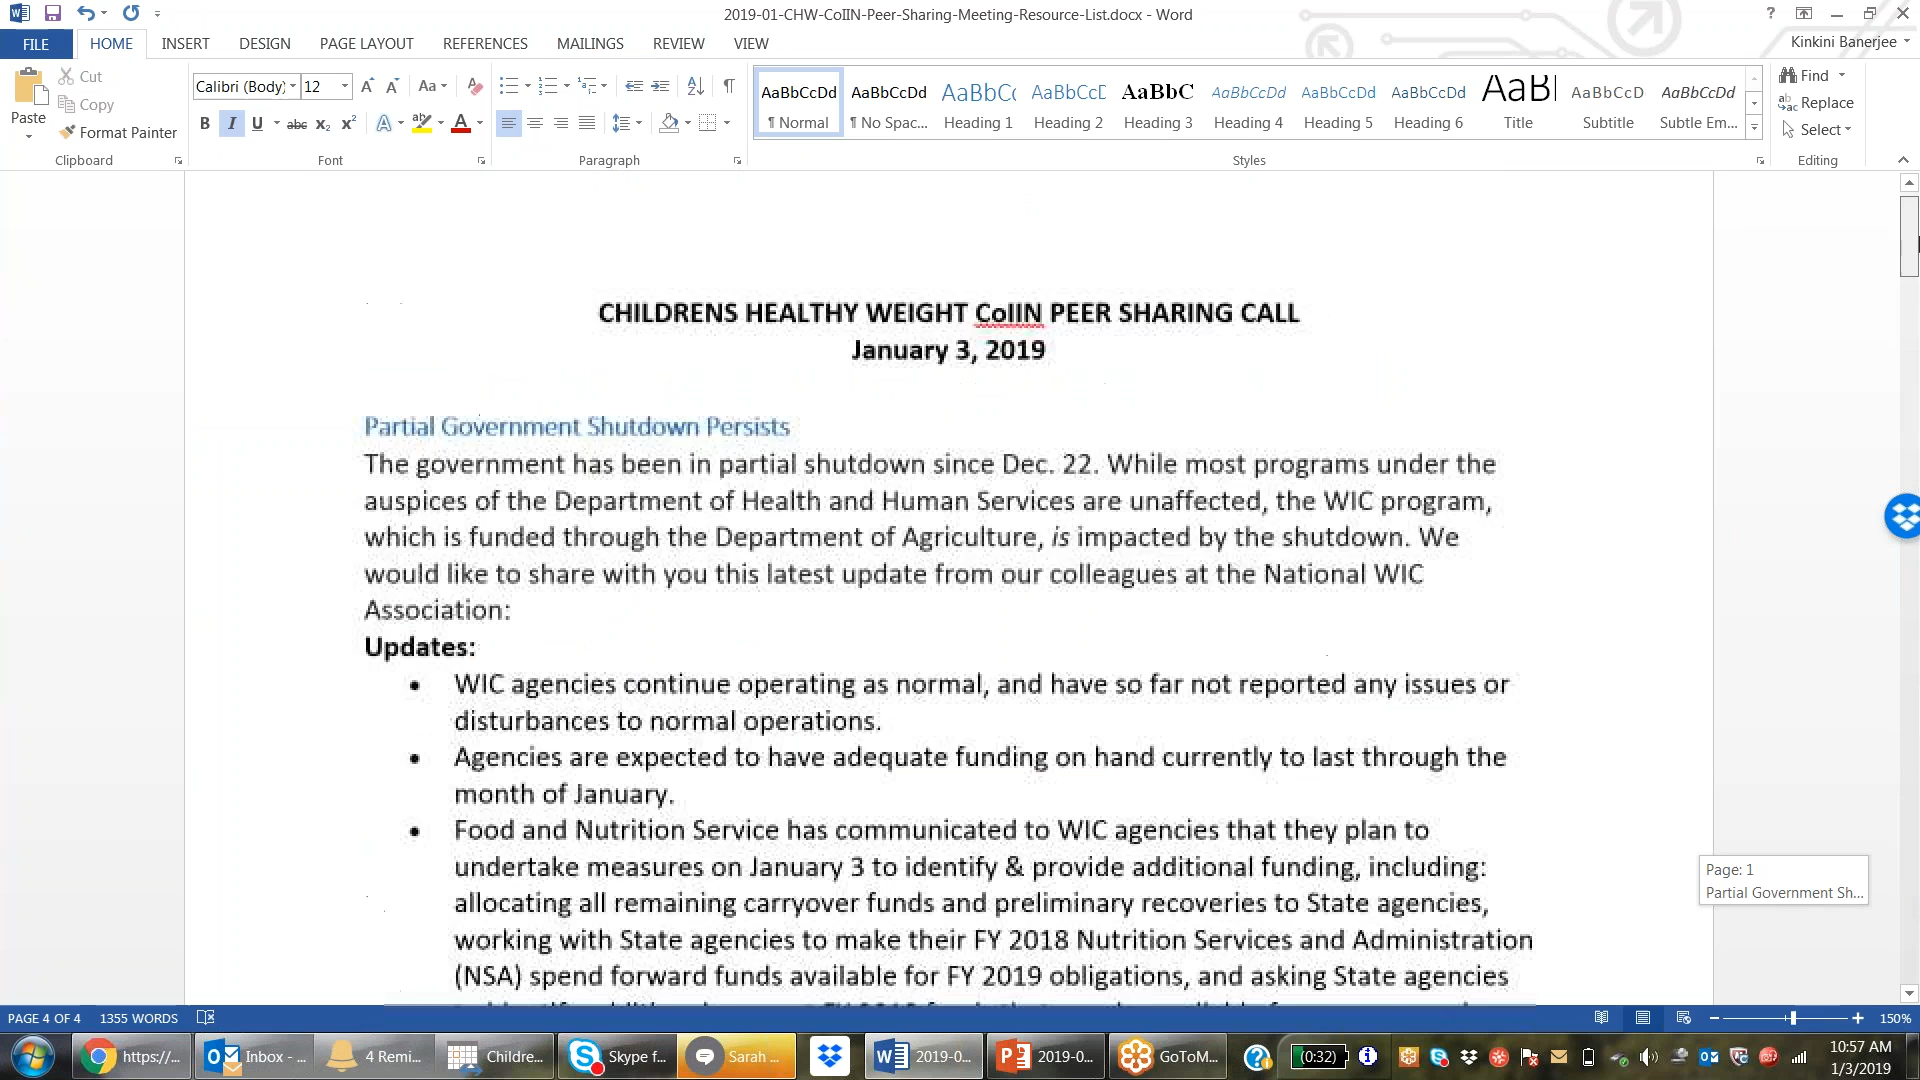 2019-01-CHW-CoIIN-Peer-Sharing-Meeting-Resource-List.docx - Word
FILE HOME INSERT DESIGN PAGE LAYOUT REFERENCES MAILINGS REVIEW VIEW
Kinkini Banerjee
Paste
Cut
Copy
Format Painter
Calibri (Body) 12
AaBbCcDd AaBbCcDd AaBbCc AaBbCcD AaBbC AaBbCcDd AaBbCcDd AaBbCcDd AaBl AaBbCcD AaBbCcDd
¶ Normal ¶ No Spac... Heading 1 Heading 2 Heading 3 Heading 4 Heading 5 Heading 6 Title Subtitle Subtle Em...
Find
Replace
Select
Clipboard Font Paragraph Styles Editing
CHILDRENS HEALTHY WEIGHT CoIIN PEER SHARING CALL
January 3, 2019
Partial Government Shutdown Persists
The government has been in partial shutdown since Dec. 22. While most programs under the
auspices of the Department of Health and Human Services are unaffected, the WIC program,
which is funded through the Department of Agriculture, is impacted by the shutdown. We
would like to share with you this latest update from our colleagues at the National WIC
Association:
Updates:
• WIC agencies continue operating as normal, and have so far not reported any issues or
disturbances to normal operations.
• Agencies are expected to have adequate funding on hand currently to last through the
month of January.
• Food and Nutrition Service has communicated to WIC agencies that they plan to
undertake measures on January 3 to identify & provide additional funding, including:
allocating all remaining carryover funds and preliminary recoveries to State agencies,
working with State agencies to make their FY 2018 Nutrition Services and Administration
(NSA) spend forward funds available for FY 2019 obligations, and asking State agencies
Page: 1
Partial Government Sh...
PAGE 4 OF 4 1355 WORDS 150%
https://... Inbox - ... 4 Remi... Childre... Skype f... Sarah ... 2019-0... 2019-0... GoToM... (0:32) 10:57 AM
1/3/2019